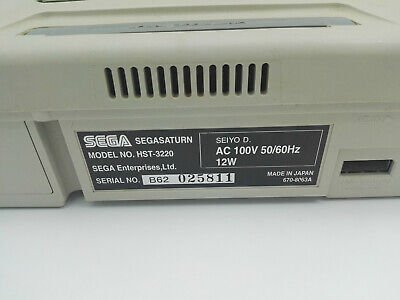 SEGA SEGASATURN
MODEL NO. HST-3220
SEGA Enterprises,Ltd.
SERIAL NO. B62 025811
SEIYO D.
AC 100V 50/60Hz
12W
MADE IN JAPAN
670-8063A